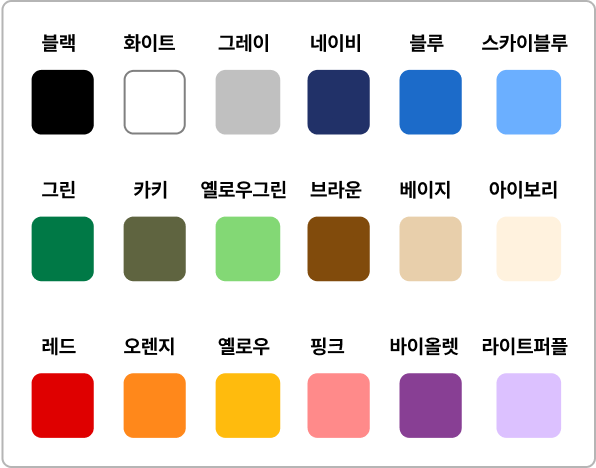 블랙 화이트 그레이 네이비 블루 스카이블루
그린 카키 옐로우그린 브라운 베이지 아이보리
레드 오렌지 옐로우 핑크 바이올렛 라이트퍼플